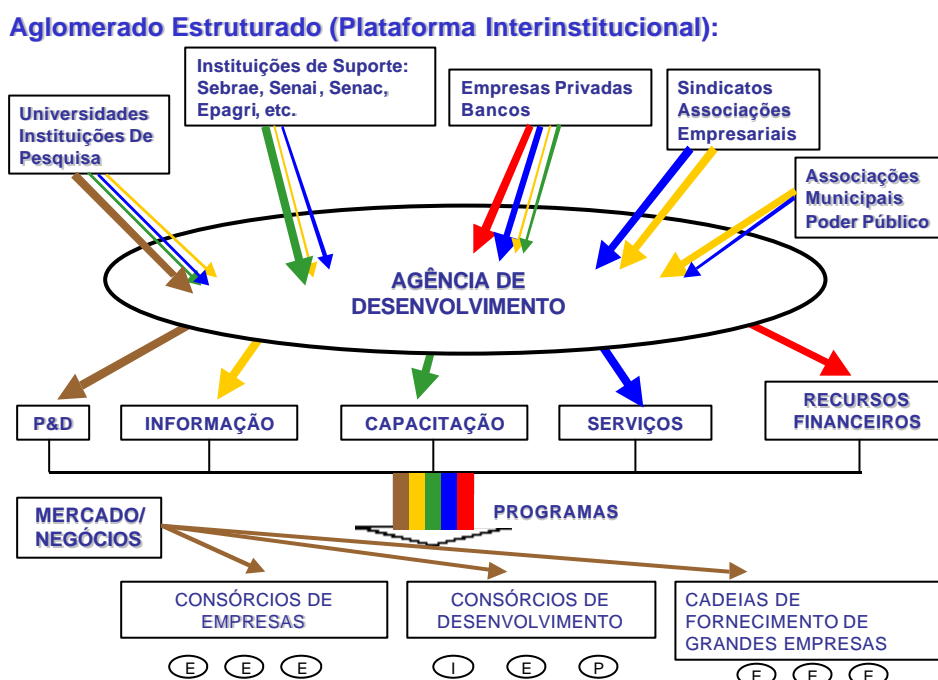 Aglomerado Estruturado (Plataforma Interinstitucional):
Universidades
Instituições De
Pesquisa
Instituições de Suporte:
Sebrae, Senai, Senac,
Epagri, etc.
Empresas Privadas
Bancos
Sindicatos
Associações
Empresariais
Associações
Municipais
Poder Público
AGÊNCIA DE
DESENVOLVIMENTO
P&D
INFORMAÇÃO
CAPACITAÇÃO
SERVIÇOS
RECURSOS
FINANCEIROS
PROGRAMAS
MERCADO/
NEGÓCIOS
CONSÓRCIOS DE
EMPRESAS
CONSÓRCIOS DE
DESENVOLVIMENTO
CADEIAS DE
FORNECIMENTO DE
GRANDES EMPRESAS
E E E
I E P
E E E